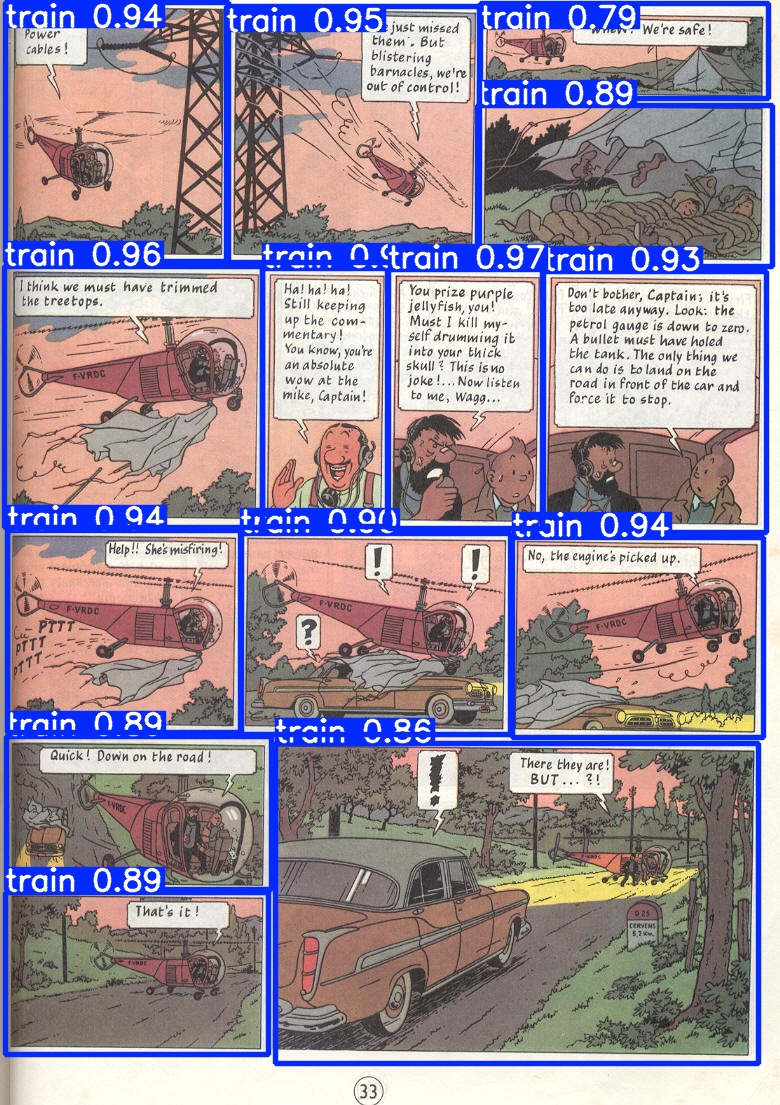 train 0.94
Power
cables!
train 0.95
just missed
them. But
blistering
barnacles, we're
out of control!
train 0.79
We're safe!
train 0.89
train 0.96
I think we must have trimmed
the treetops.
F-VRDC
train
Ha! ha! ha!
Still keeping
up the com-
mentary!
You know, you're
an absolute
wow at the
mike, Captain!
train 0.97
You prize purple
jellyfish, you!
Must I kill my-
self drumming it
into your thick
skull? This is no
joke!... Now listen
to me, Wagg...
train 0.93
Don't bother, Captain; it's
too late anyway. Look: the
petrol gauge is down to zero.
A bullet must have holed
the tank. The only thing we
can do is to land on the
road in front of the car and
force it to stop.
train 0.94
Help!! She's misfiring!
F-VRDC
PTTT
PTTT
PTTT
train 0.90
!
!
F-VRDC
?
train 0.94
No, the engine's picked up.
F-VRDC
train 0.89
Quick! Down on the road!
F-VRDC
train 0.89
That's it!
F-VRDC
train 0.86
!
There they are!
BUT...?!
F-VRDC
D 25
CERVENS
5,2 Km.
33